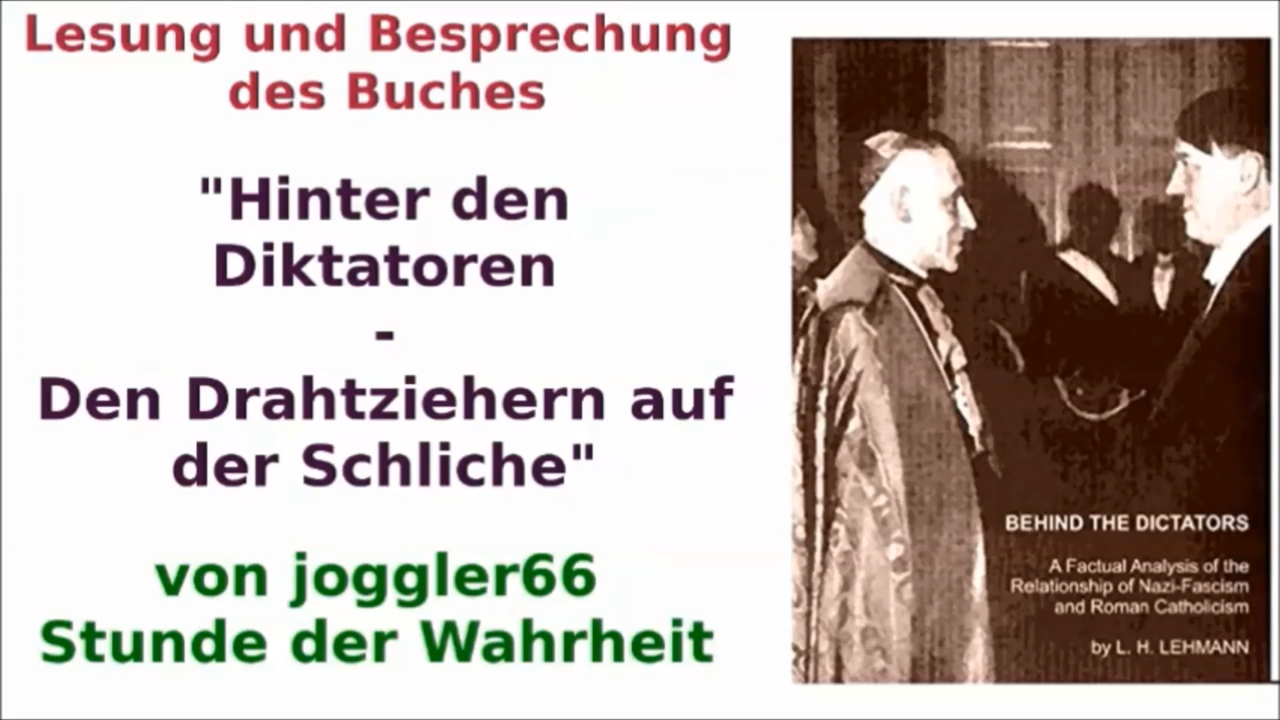 Lesung und Besprechung
des Buches
"Hinter den
Diktatoren
-
Den Drahtziehern auf
der Schliche"
von joggler66
Stunde der Wahrheit
BEHIND THE DICTATORS
A Factual Analysis of the
Relationship of Nazi-Fascism
and Roman Catholicism
by L. H. LEHMANN